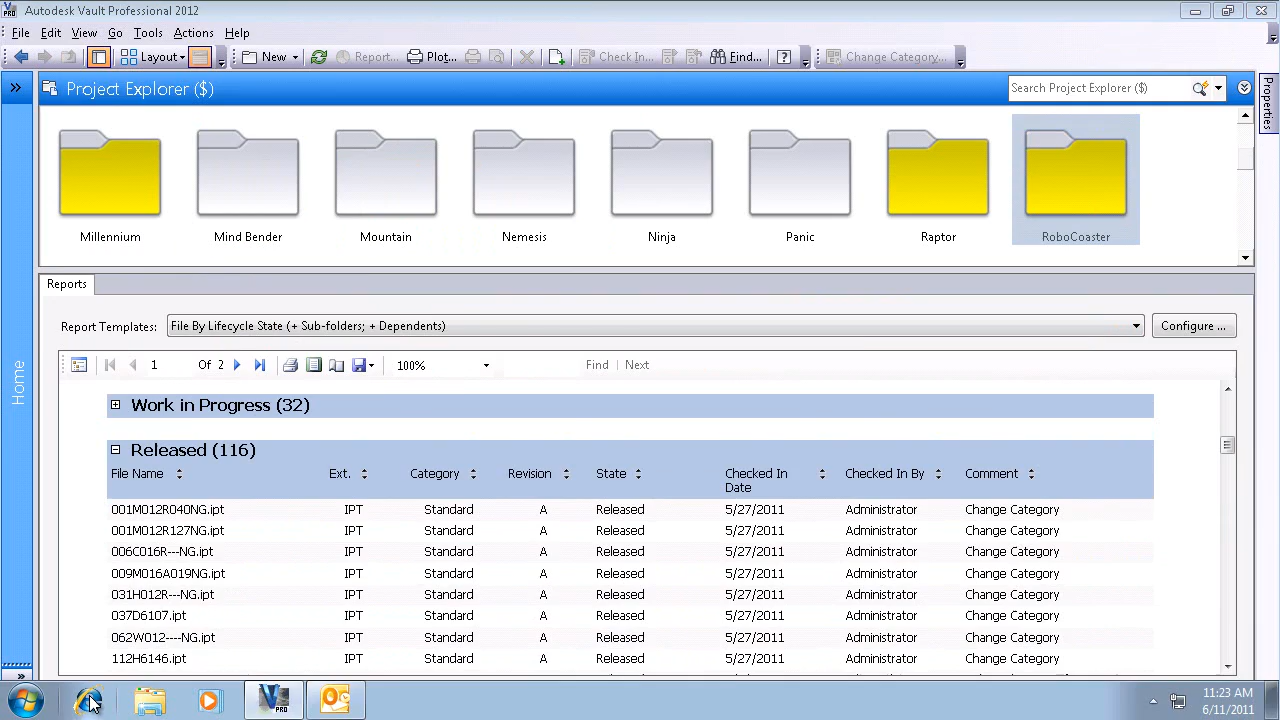 Autodesk Vault Professional 2012
File Edit View Go Tools Actions Help
Layout New Report... Plot... Check In... Find... Change Category...
Project Explorer ($) Search Project Explorer ($)
Properties
Millennium Mind Bender Mountain Nemesis Ninja Panic Raptor RoboCoaster
Reports
Report Templates: File By Lifecycle State (+ Sub-folders; + Dependents) Configure ...
1 Of 2 100% Find | Next
Home
Work in Progress (32)
Released (116)
File Name Ext. Category Revision State Checked In Date Checked In By Comment
001M012R040NG.ipt IPT Standard A Released 5/27/2011 Administrator Change Category
001M012R127NG.ipt IPT Standard A Released 5/27/2011 Administrator Change Category
006C016R---NG.ipt IPT Standard A Released 5/27/2011 Administrator Change Category
009M016A019NG.ipt IPT Standard A Released 5/27/2011 Administrator Change Category
031H012R---NG.ipt IPT Standard A Released 5/27/2011 Administrator Change Category
037D6107.ipt IPT Standard A Released 5/27/2011 Administrator Change Category
062W012----NG.ipt IPT Standard A Released 5/27/2011 Administrator Change Category
112H6146.ipt IPT Standard A Released 5/27/2011 Administrator Change Category
PRO
11:23 AM
6/11/2011